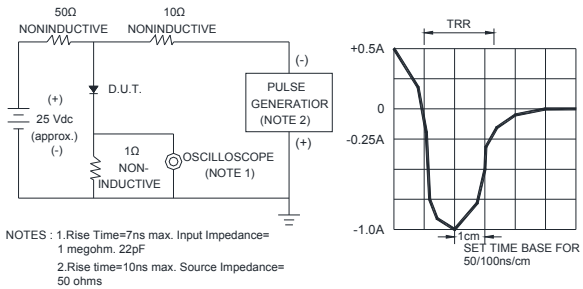 50Ω
NONINDUCTIVE
10Ω
NONINDUCTIVE
D.U.T.
(+)
25 Vdc
(approx.)
(-)
1Ω
NON-
INDUCTIVE
OSCILLOSCOPE
(NOTE 1)
(-)
PULSE
GENERATIOR
(NOTE 2)
(+)
NOTES : 1.Rise Time=7ns max. Input Impedance=
1 megohm. 22pF
2.Rise time=10ns max. Source Impedance=
50 ohms
TRR
+0.5A
0
-0.25A
-1.0A
1cm
SET TIME BASE FOR
50/100ns/cm